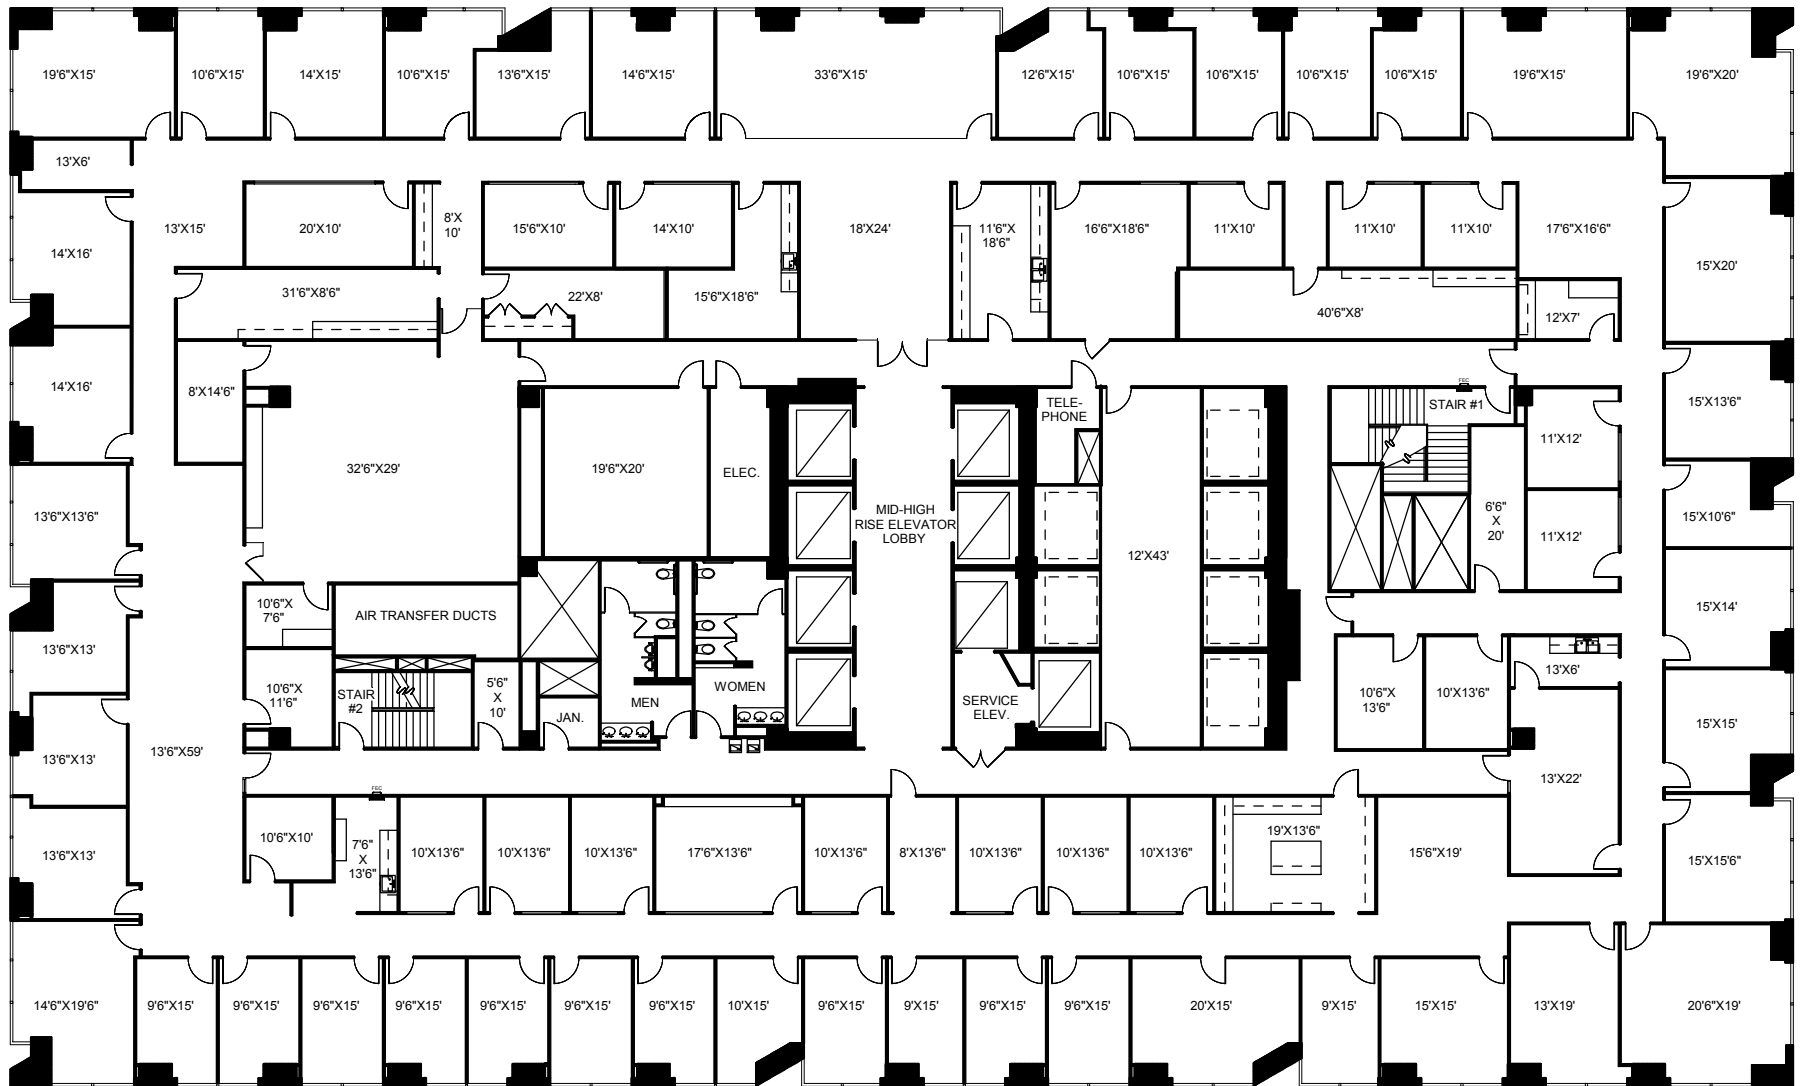 19'6"X15'
10'6"X15'
14'X15'
10'6"X15'
13'6"X15'
14'6"X15'
33'6"X15'
12'6"X15'
10'6"X15'
10'6"X15'
10'6"X15'
10'6"X15'
19'6"X15'
19'6"X20'
13'X6'
14'X16'
13'X15'
20'X10'
8'X
10'
15'6"X10'
14'X10'
18'X24'
11'6"X
18'6"
16'6"X18'6"
11'X10'
11'X10'
11'X10'
17'6"X16'6"
15'X20'
31'6"X8'6"
22'X8'
15'6"X18'6"
40'6"X8'
12'X7'
14'X16'
8'X14'6"
TELE-
PHONE
FEC
STAIR #1
15'X13'6"
11'X12'
32'6"X29'
19'6"X20'
ELEC.
13'6"X13'6"
MID-HIGH
RISE ELEVATOR
LOBBY
12'X43'
6'6"
X
20'
11'X12'
15'X10'6"
10'6"X
7'6"
AIR TRANSFER DUCTS
15'X14'
13'6"X13'
10'6"X
11'6"
STAIR
#2
5'6"
X
10'
JAN.
MEN
WOMEN
SERVICE
ELEV.
10'6"X
13'6"
10'X13'6"
13'X6'
15'X15'
13'6"X13'
13'6"X59'
13'X22'
FEC
13'6"X13'
10'6"X10'
7'6"
X
13'6"
10'X13'6"
10'X13'6"
10'X13'6"
17'6"X13'6"
10'X13'6"
8'X13'6"
10'X13'6"
10'X13'6"
10'X13'6"
19'X13'6"
15'6"X19'
15'X15'6"
14'6"X19'6"
9'6"X15'
9'6"X15'
9'6"X15'
9'6"X15'
9'6"X15'
9'6"X15'
9'6"X15'
10'X15'
9'6"X15'
9'X15'
9'6"X15'
9'6"X15'
20'X15'
9'X15'
15'X15'
13'X19'
20'6"X19'